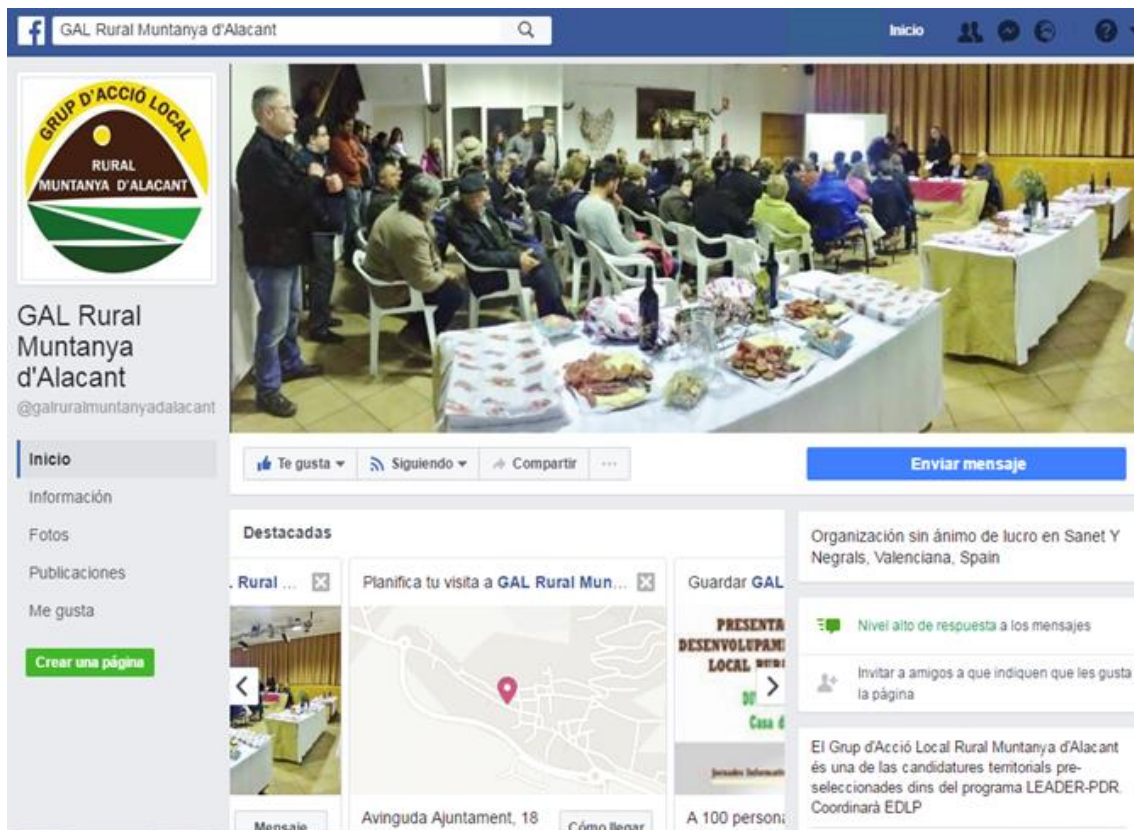 GAL Rural Muntanya d'Alacant
Inicio
GRUP D'ACCIÓ LOCAL
RURAL
MUNTANYA D'ALACANT
GAL Rural
Muntanya
d'Alacant
@galruralmuntanyadalacant
Inicio
Información
Fotos
Publicaciones
Me gusta
Crear una página
Te gusta
Siguiendo
Compartir
...
Enviar mensaje
Destacadas
. Rural ...
Mensaje
Planifica tu visita a GAL Rural Mun...
Avinguda Ajuntament, 18
Cómo llegar
Guardar GAL
PRESENTA
DESENVOLUPAM
LOCAL
Casa d
A 100 persona
Organización sin ánimo de lucro en Sanet Y
Negrals, Valenciana, Spain
Nivel alto de respuesta a los mensajes
Invitar a amigos a que indiquen que les gusta
la página
El Grup d'Acció Local Rural Muntanya d'Alacant
és una de las candidatures territorials pre-
seleccionades dins del programa LEADER-PDR.
Coordinarà EDLP